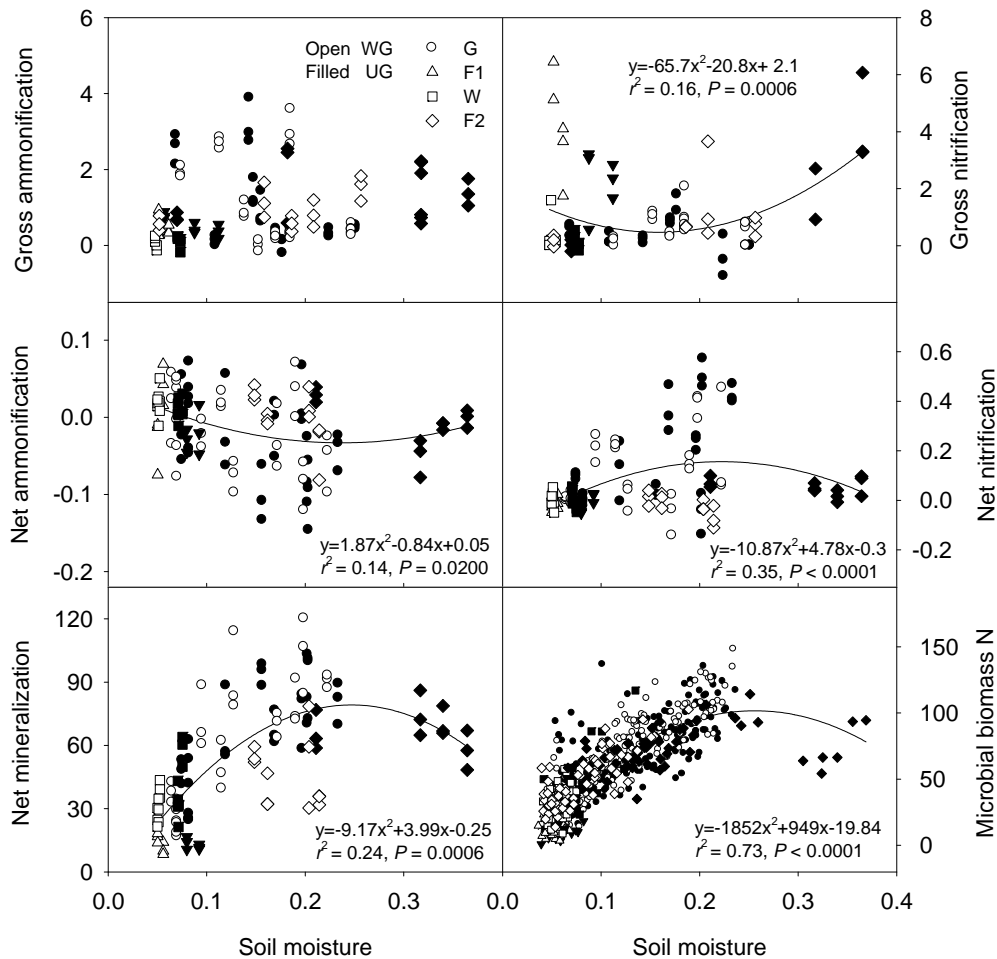 6
4
2
0
Gross ammonification
Open WG
Filled UG
G
F1
W
F2
8
6
4
2
0
Gross nitrification
y=-65.7x²-20.8x+ 2.1
r² = 0.16, P = 0.0006
0.1
0.0
-0.1
-0.2
Net ammonification
y=1.87x²-0.84x+0.05
r² = 0.14, P = 0.0200
0.6
0.4
0.2
0.0
-0.2
Net nitrification
y=-10.87x²+4.78x-0.3
r² = 0.35, P < 0.0001
120
90
60
30
0
Net mineralization
y=-9.17x²+3.99x-0.25
r² = 0.24, P = 0.0006
150
100
50
0
Microbial biomass N
y=-1852x²+949x-19.84
r² = 0.73, P < 0.0001
0.0 0.1 0.2 0.3 0.0 0.1 0.2 0.3 0.4
Soil moisture Soil moisture